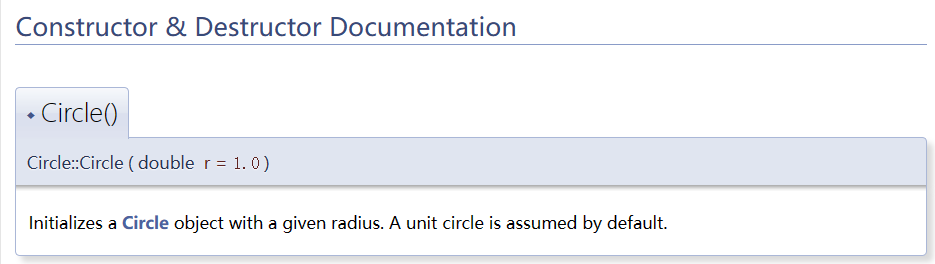 Constructor & Destructor Documentation
◆ Circle()
Circle::Circle ( double r = 1.0 )
Initializes a Circle object with a given radius. A unit circle is assumed by default.